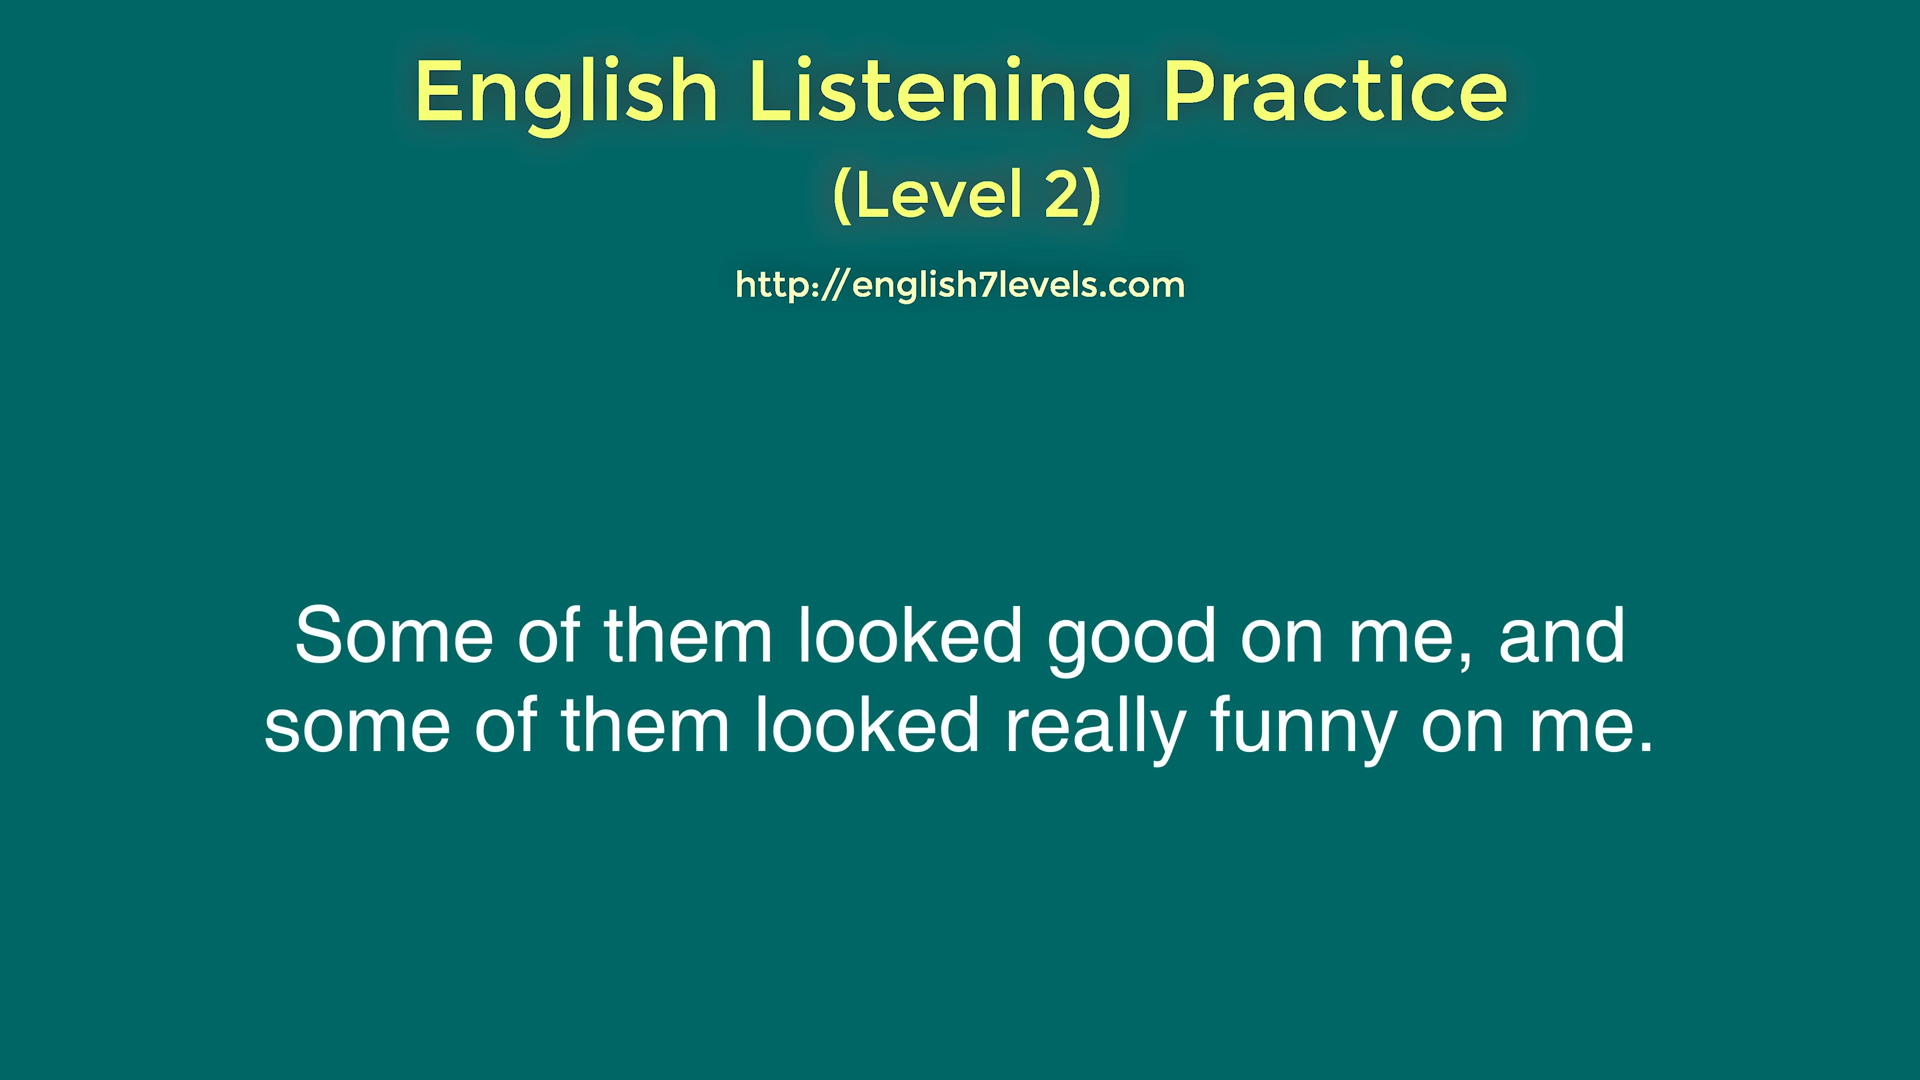 English Listening Practice
(Level 2)
http://english7levels.com
Some of them looked good on me, and
some of them looked really funny on me.